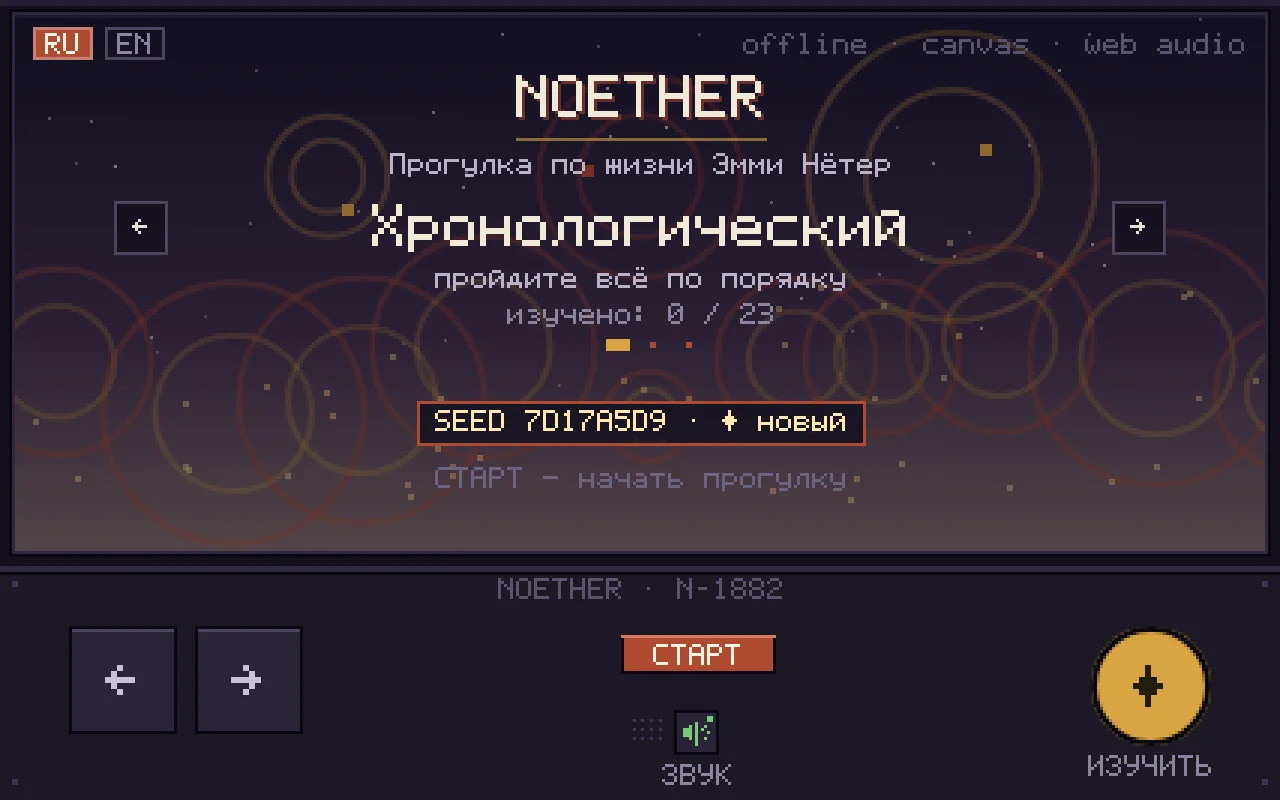 RU EN
offline · canvas · web audio
NOETHER
Прогулка по жизни Эмми Нётер
← Хронологический →
пройдите всё по порядку
изучено: 0 / 23
SEED 7D17A5D9 · ✦ новый
СТАРТ — начать прогулку
NOETHER · N-1882
← →
СТАРТ
ЗВУК
ИЗУЧИТЬ